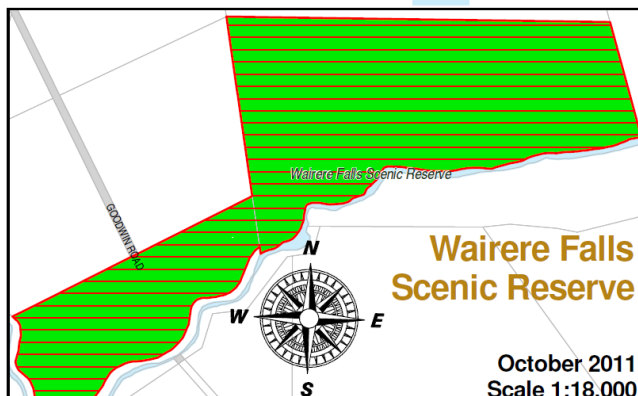 Wairere Falls Scenic Reserve
GOODWIN ROAD
N
W
E
S
Wairere Falls
Scenic Reserve
October 2011
Scale 1:18,000